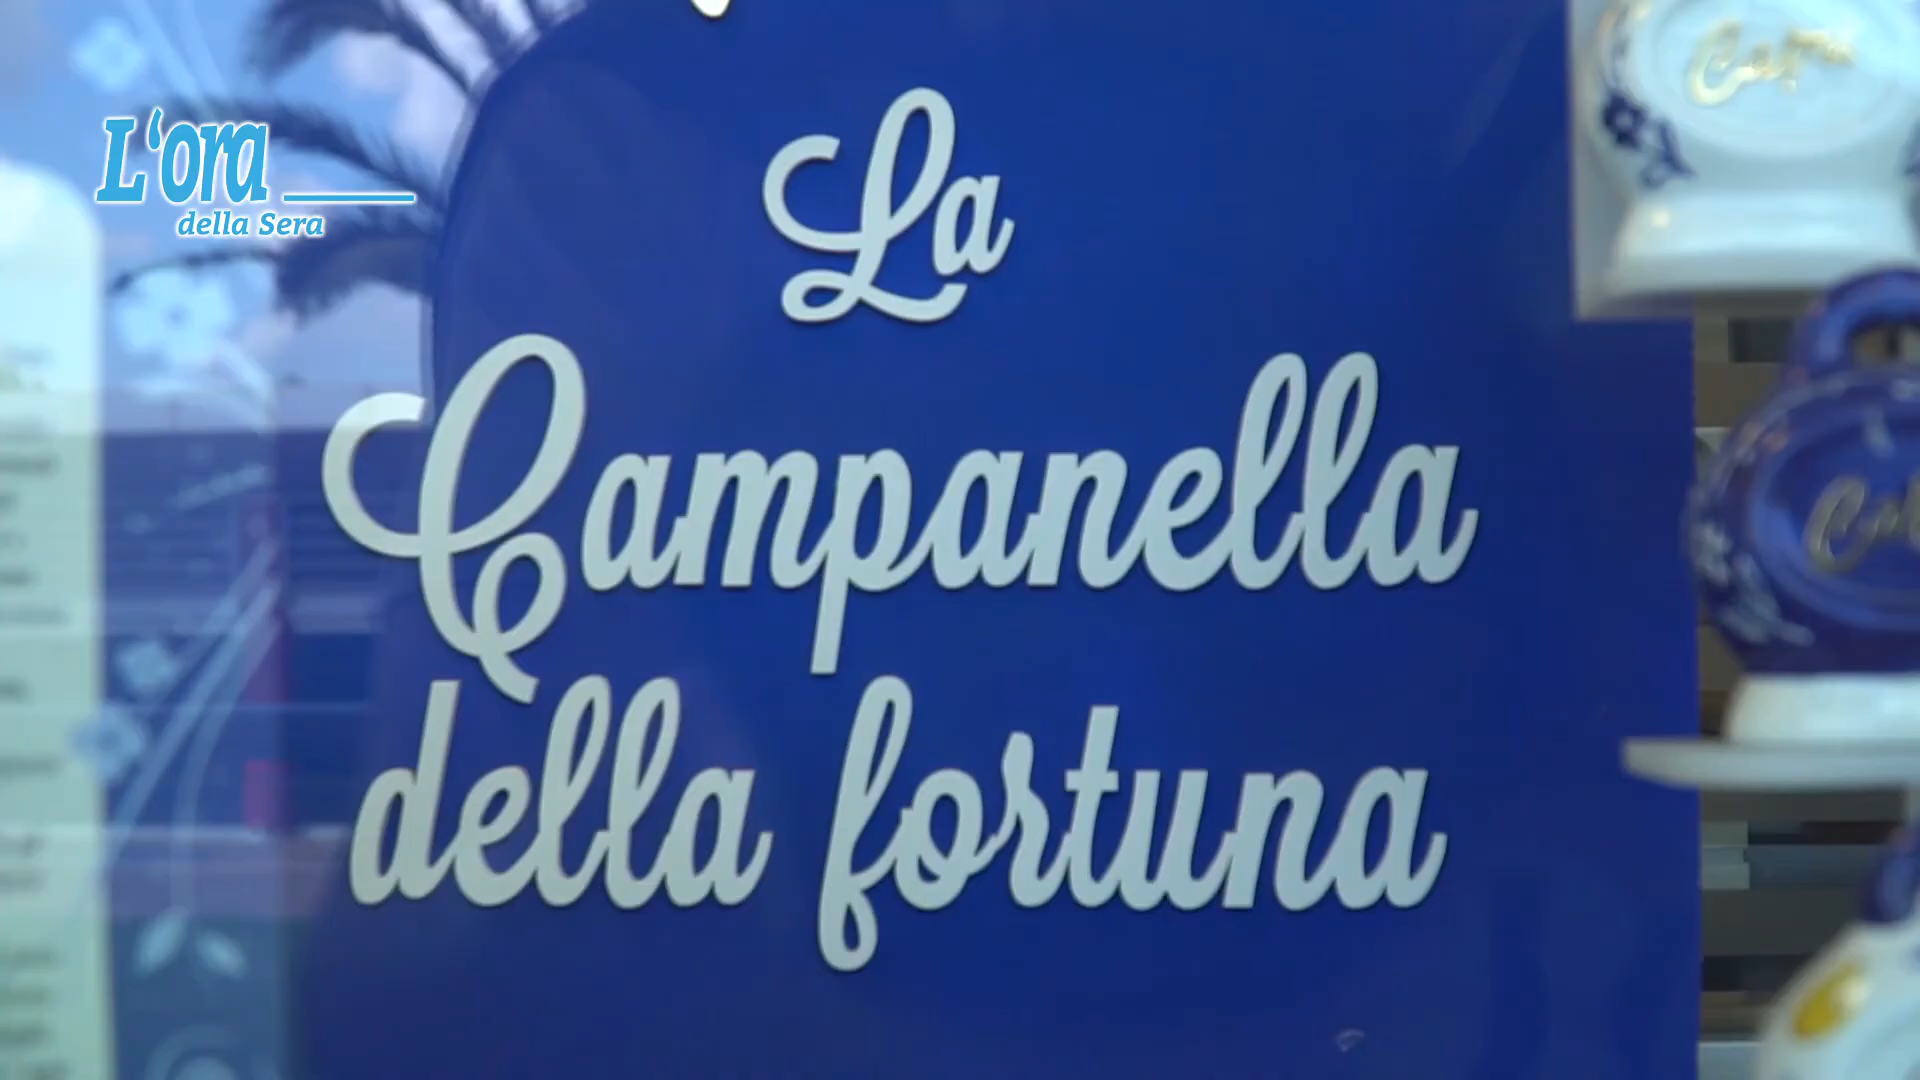 L'ora
della Sera
La
Campanella
della fortuna